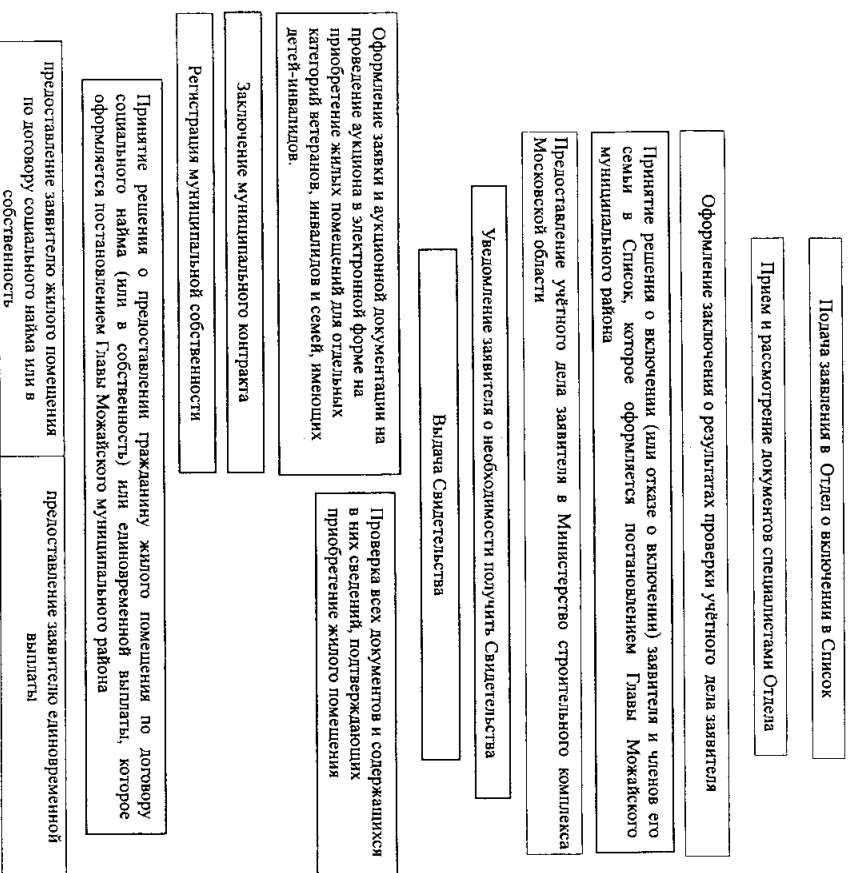 Подача заявления в Отдел о включении в Список
Прием и рассмотрение документов специалистами Отдела
Оформление заключения о результатах проверки учётного дела заявителя
Принятие решения о включении (или отказе о включении) заявителя и членов его
семьи в Список, которое оформляется постановлением Главы Можайского
муниципального района
Предоставление учётного дела заявителя в Министерство строительного комплекса
Московской области
Уведомление заявителя о необходимости получить Свидетельства
Выдача Свидетельства
Оформление заявки и аукционной документации на
проведение аукциона в электронной форме на
приобретение жилых помещений для отдельных
категорий ветеранов, инвалидов и семей, имеющих
детей-инвалидов.
Проверка всех документов и содержащихся
в них сведений, подтверждающих
приобретение жилого помещения
Заключение муниципального контракта
Регистрация муниципальной собственности
Принятие решения о предоставлении гражданину жилого помещения по договору
социального найма (или в собственность) или единовременной выплаты, которое
оформляется постановлением Главы Можайского муниципального района
предоставление заявителю жилого помещения
по договору социального найма или в
собственность
предоставление заявителю единовременной
выплаты